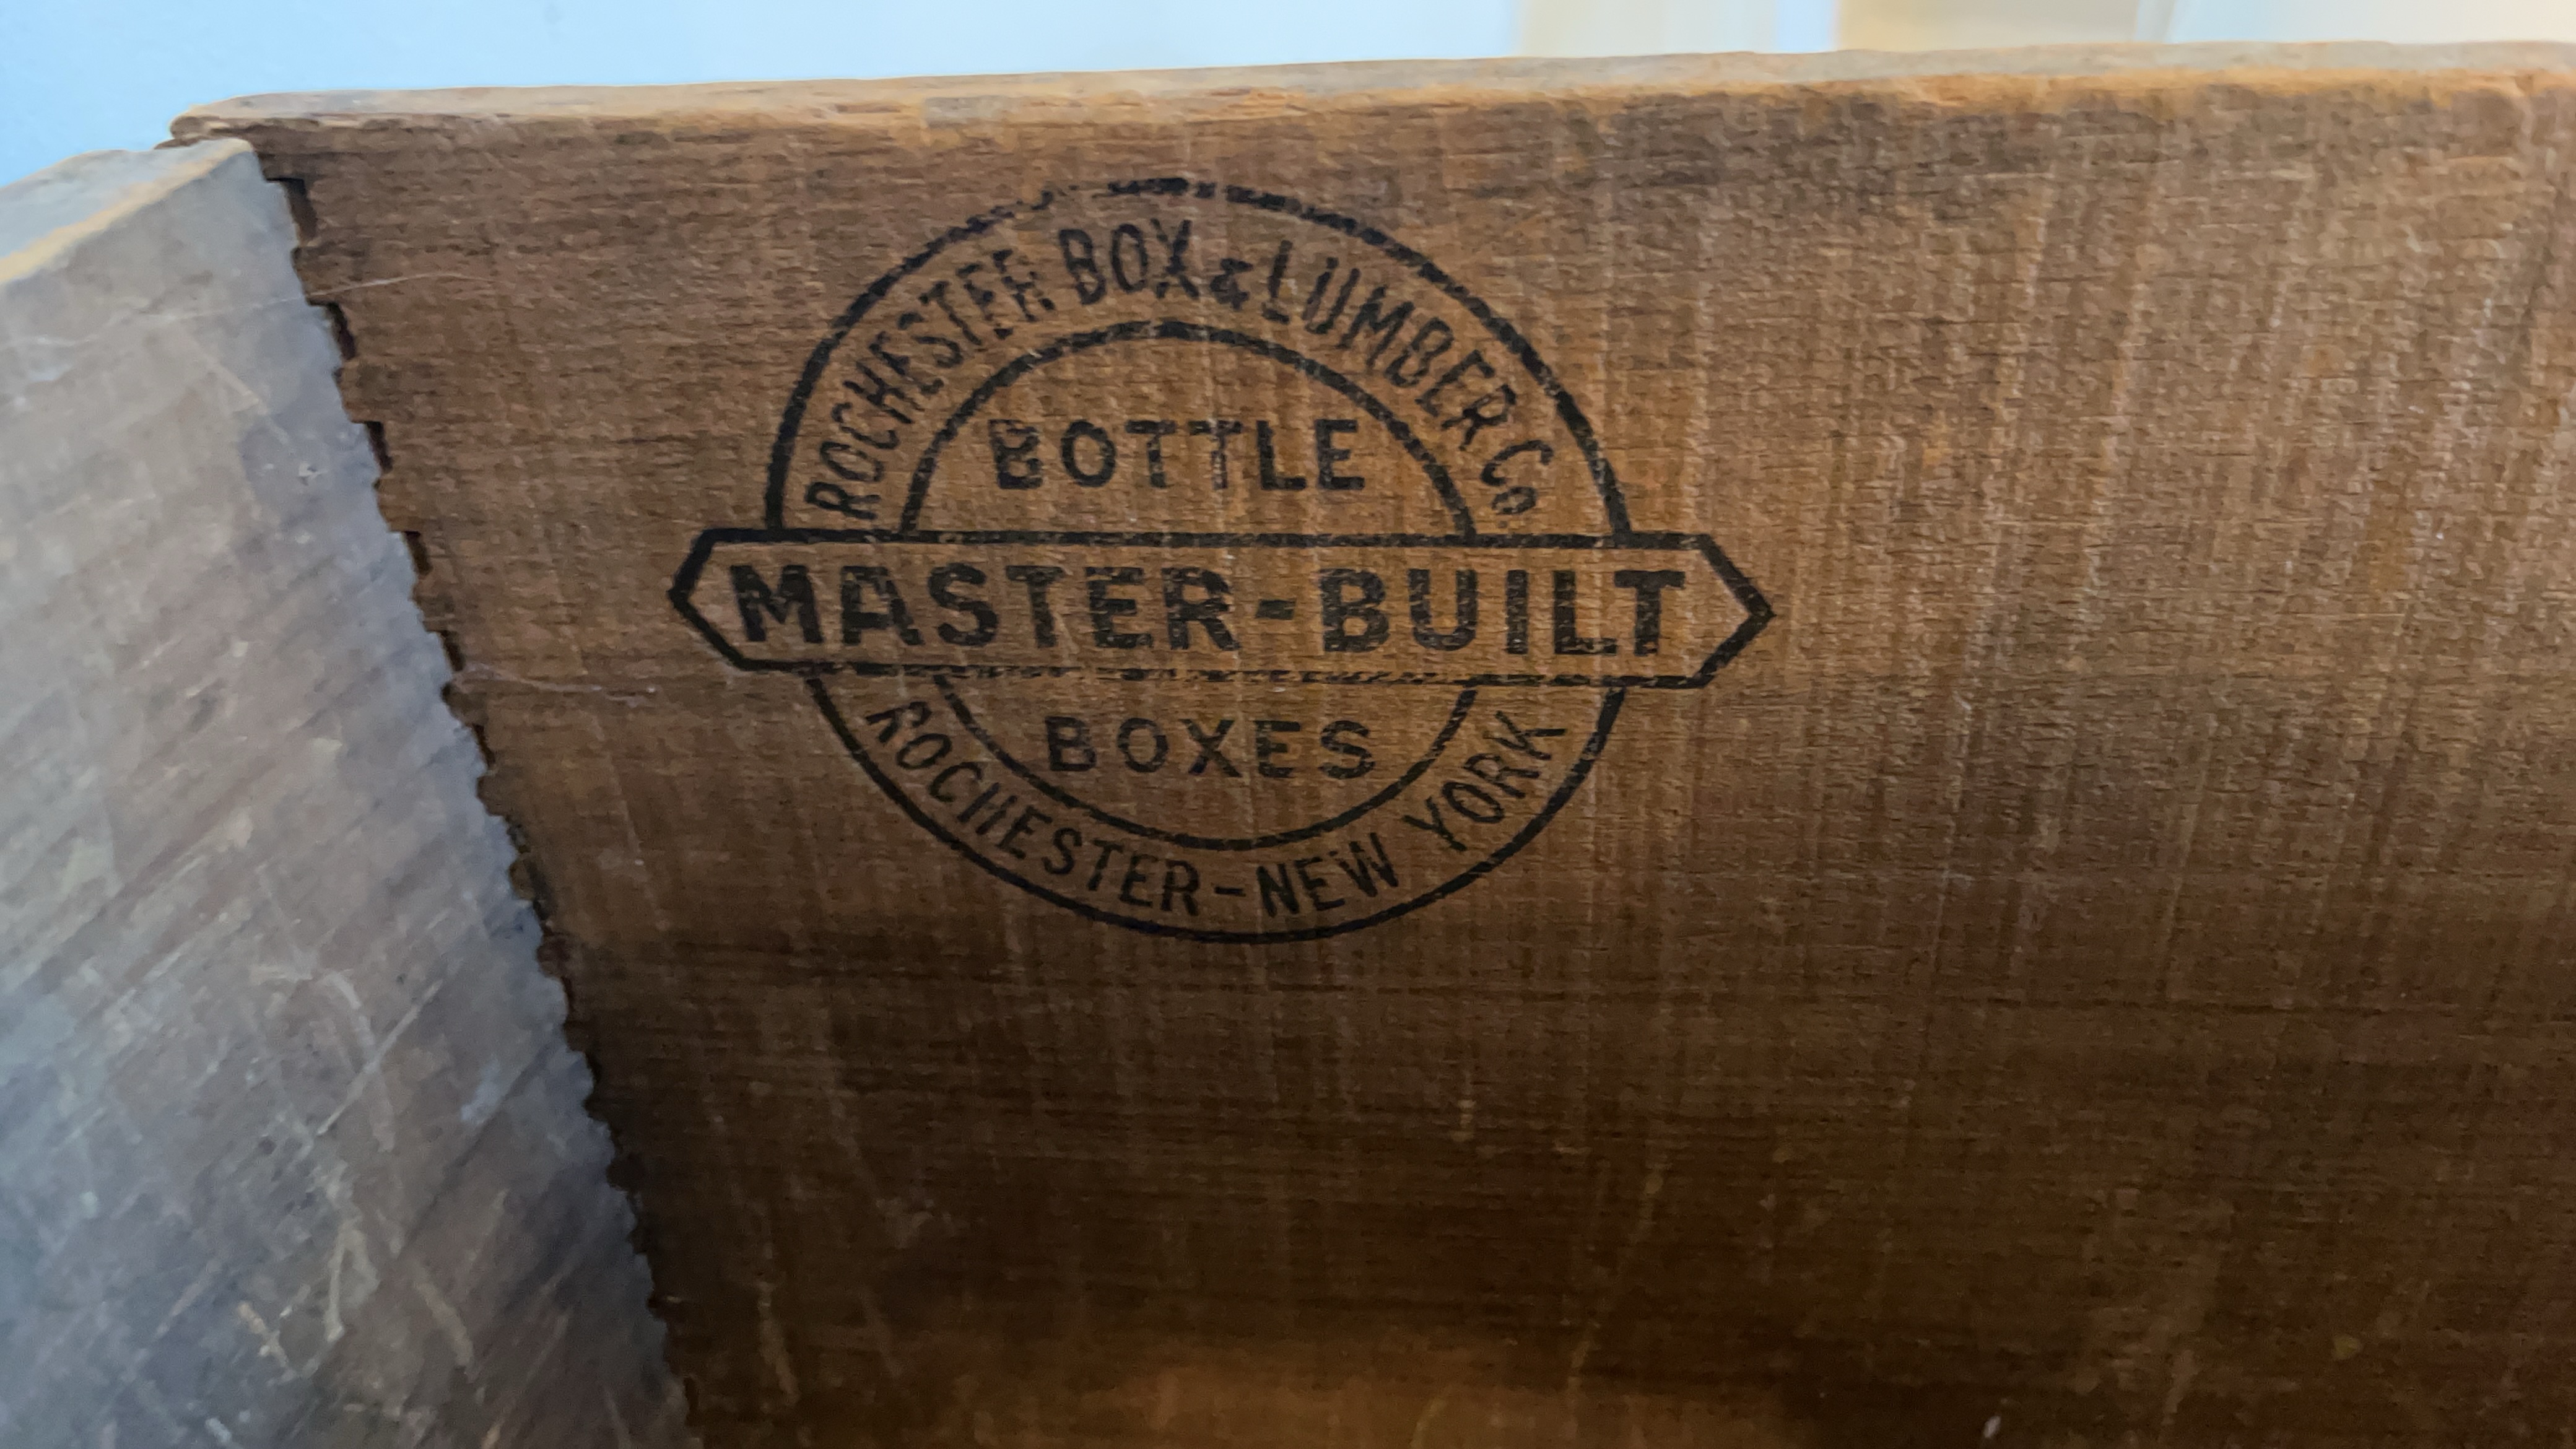 ROCHESTER BOX & LUMBER CO.
BOTTLE
MASTER-BUILT
BOXES
ROCHESTER-NEW YORK